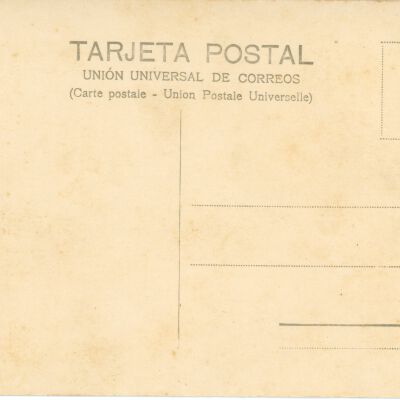 TARJETA POSTAL
UNIÓN UNIVERSAL DE CORREOS
(Carte postale - Union Postale Universelle)